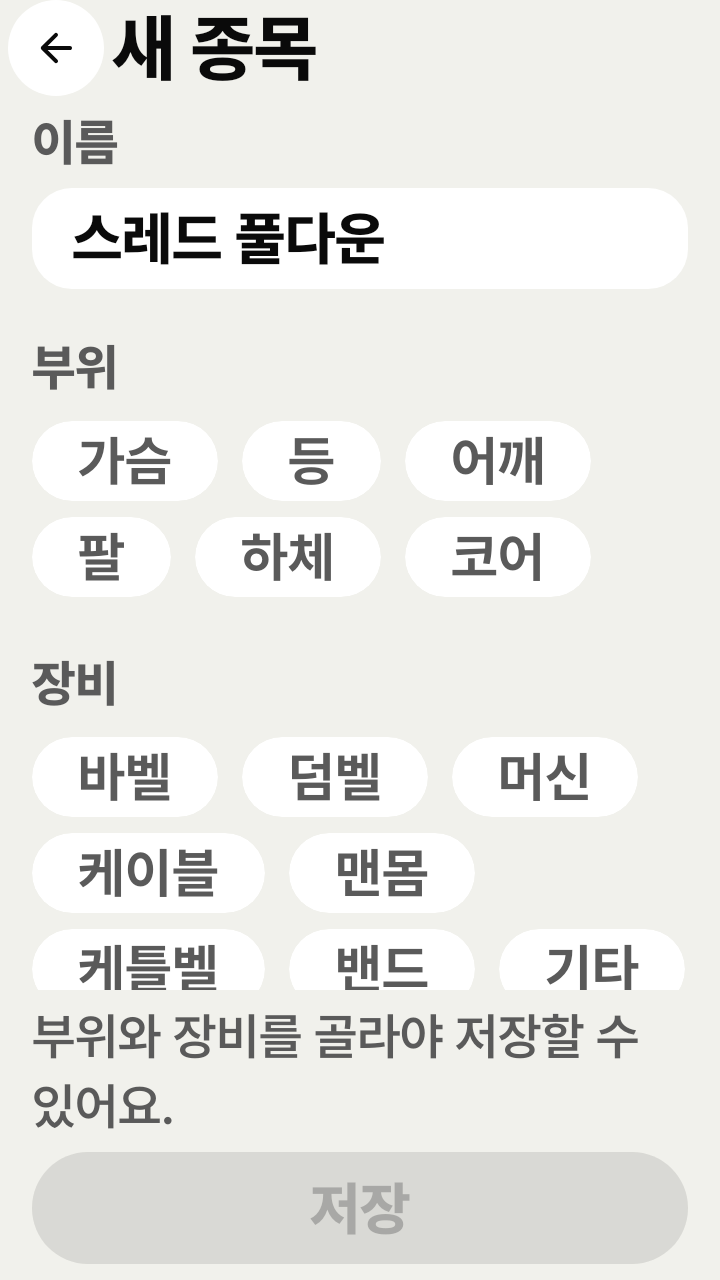 새 종목
이름
스레드 풀다운
부위
가슴 등 어깨
팔 하체 코어
장비
바벨 덤벨 머신
케이블 맨몸
케틀벨 밴드 기타
부위와 장비를 골라야 저장할 수
있어요.
저장